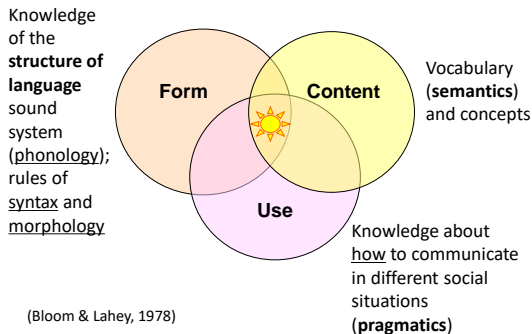 Knowledge
of the
structure of
language
sound
system
(phonology);
rules of
syntax and
morphology
Form
Content
Use
Vocabulary
(semantics)
and concepts
Knowledge about
how to communicate
in different social
situations
(pragmatics)
(Bloom & Lahey, 1978)